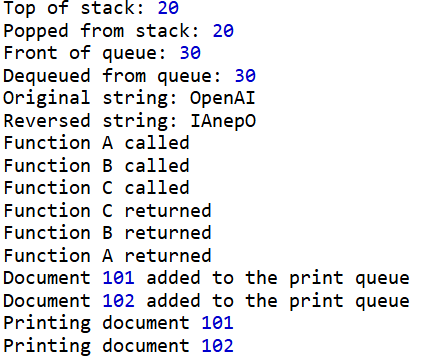 Top of stack: 20
Popped from stack: 20
Front of queue: 30
Dequeued from queue: 30
Original string: OpenAI
Reversed string: IAnepO
Function A called
Function B called
Function C called
Function C returned
Function B returned
Function A returned
Document 101 added to the print queue
Document 102 added to the print queue
Printing document 101
Printing document 102